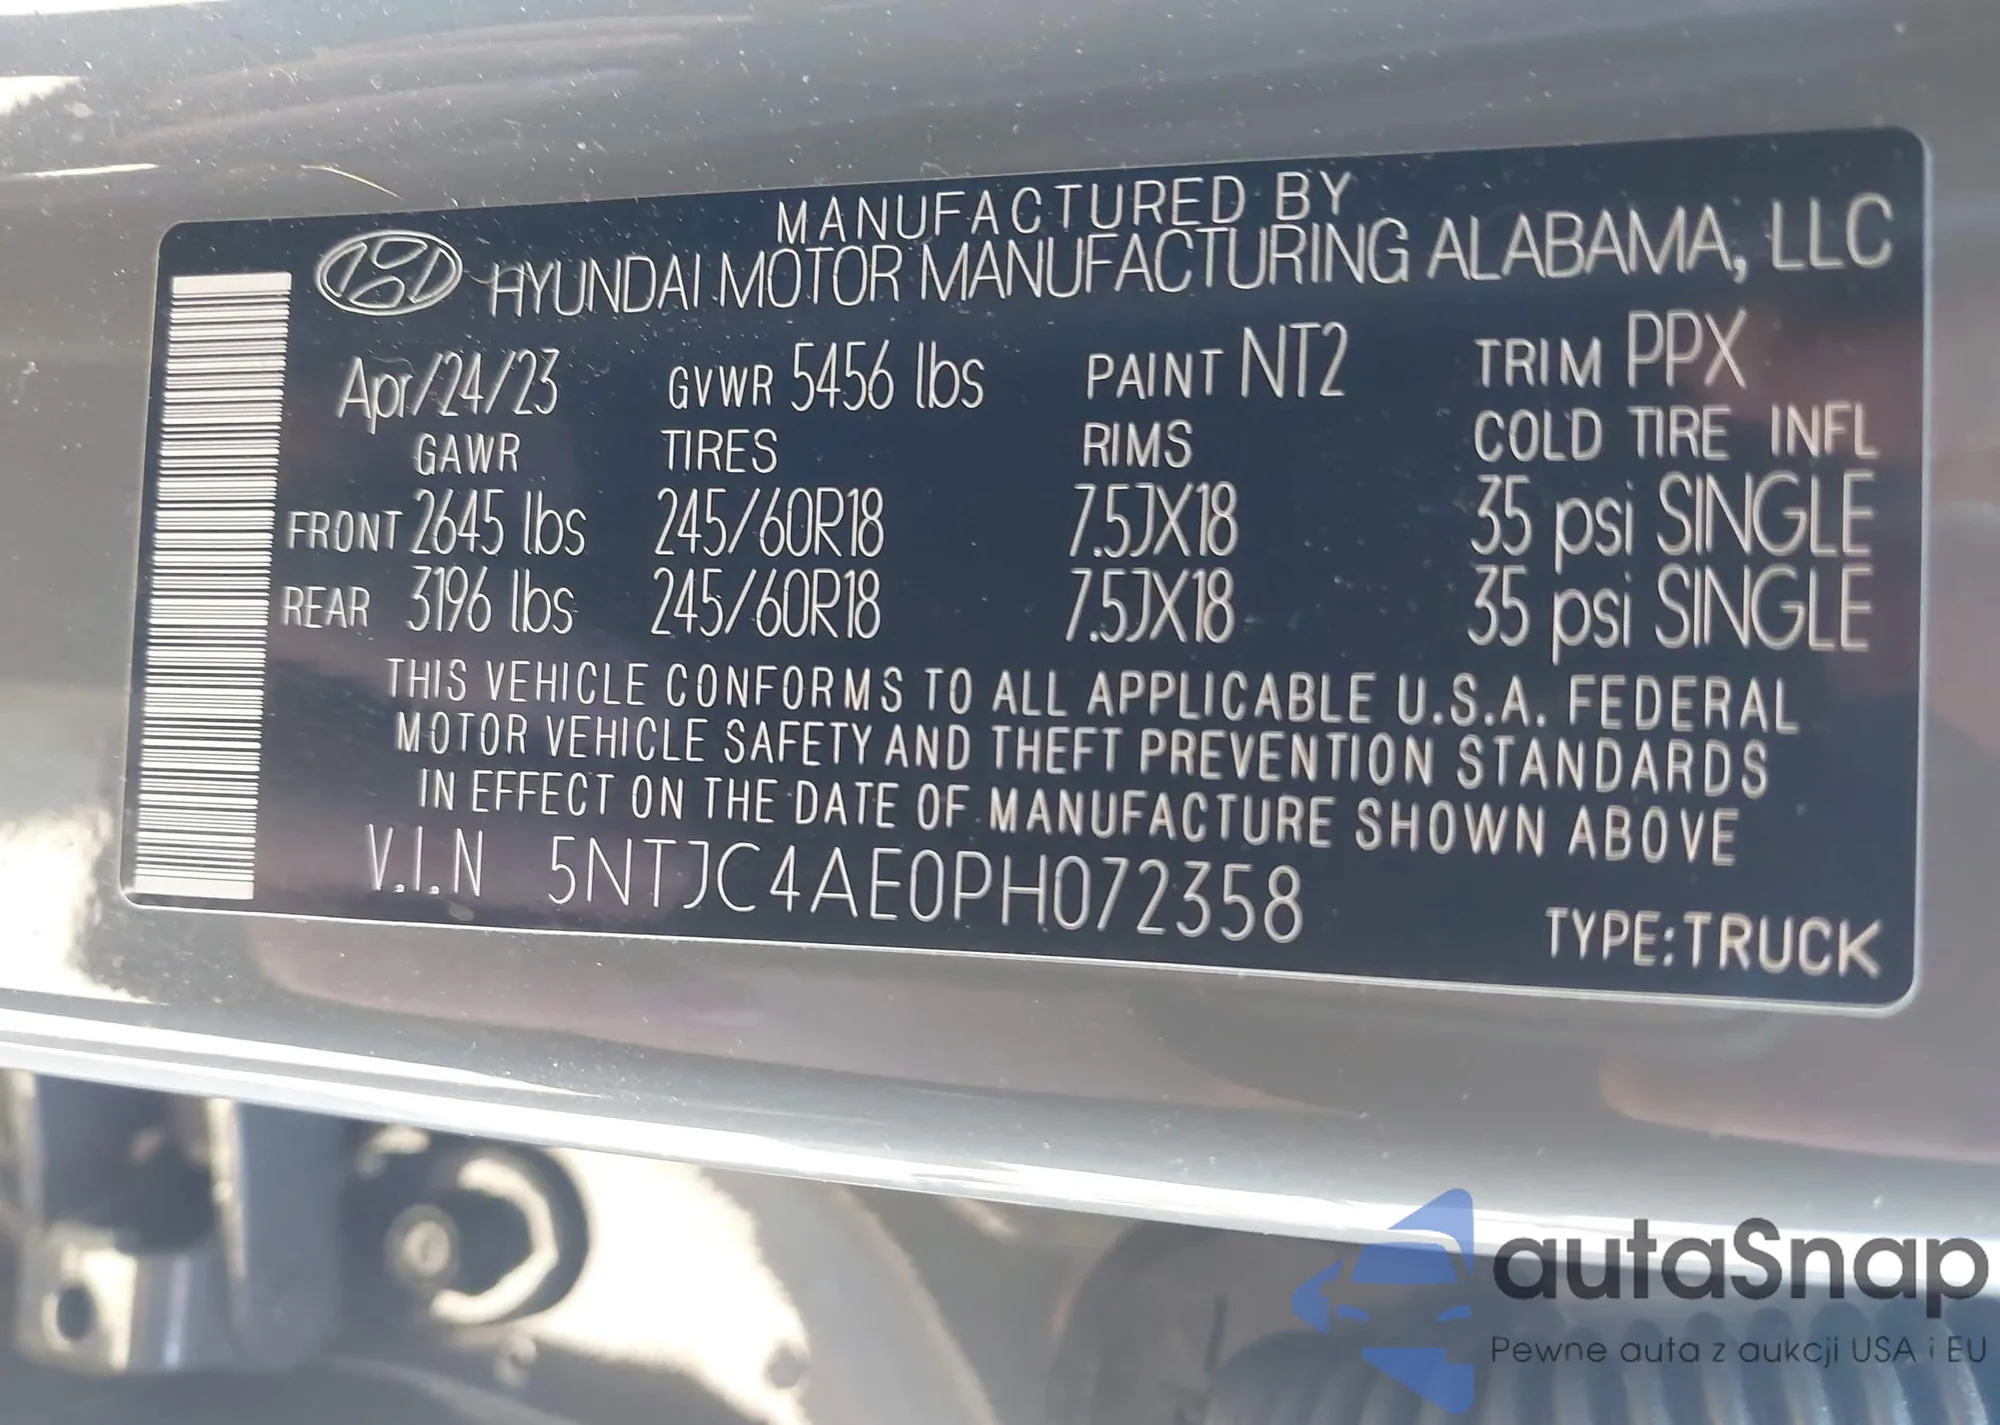 MANUFACTURED BY
HYUNDAI MOTOR MANUFACTURING ALABAMA, LLC
Apr/24/23 GVWR 5456 lbs PAINT NT2 TRIM PPX
GAWR TIRES RIMS COLD TIRE INFL
FRONT 2645 lbs 245/60R18 7.5JX18 35 psi SINGLE
REAR 3196 lbs 245/60R18 7.5JX18 35 psi SINGLE
THIS VEHICLE CONFORMS TO ALL APPLICABLE U.S.A. FEDERAL
MOTOR VEHICLE SAFETY AND THEFT PREVENTION STANDARDS
IN EFFECT ON THE DATE OF MANUFACTURE SHOWN ABOVE
V.I.N 5NTJC4AE0PH072358
TYPE:TRUCK
autaSnap
Pewne auta z aukcji USA i EU